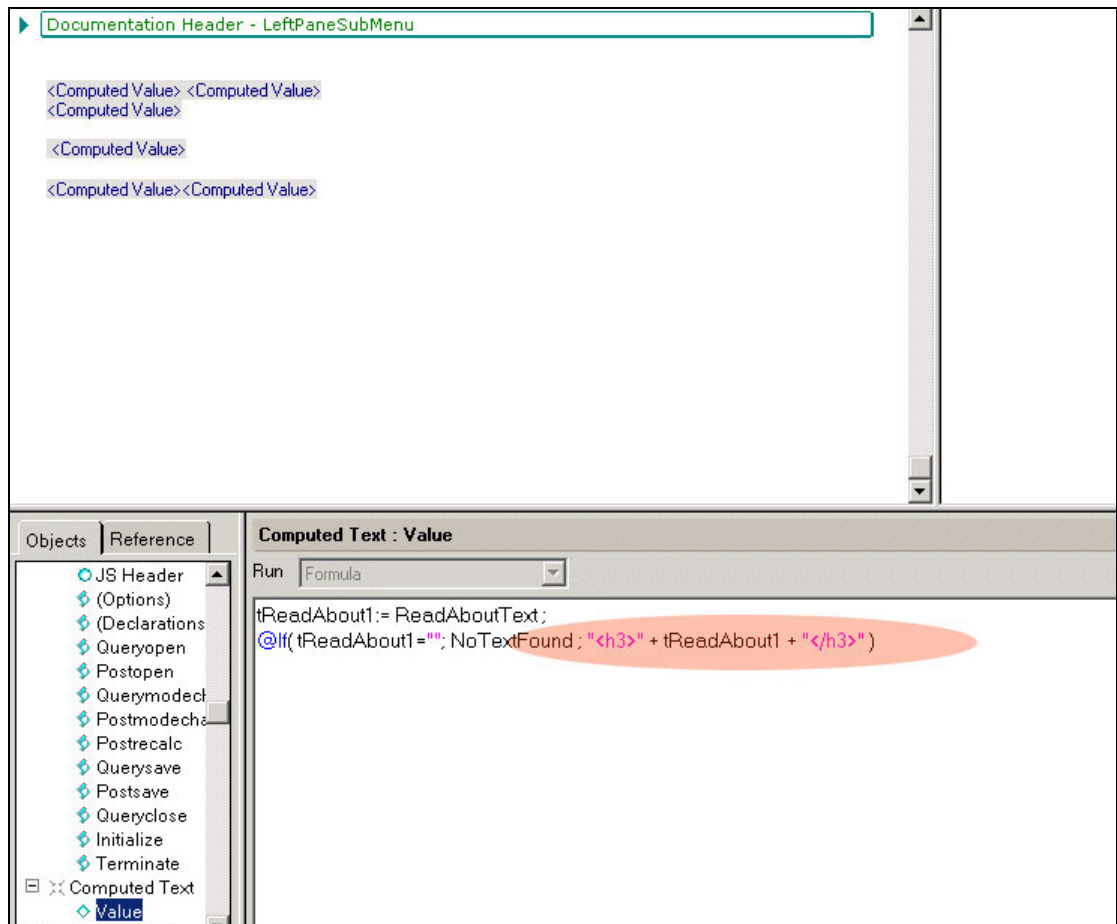 Documentation Header - LeftPaneSubMenu
<Computed Value> <Computed Value>
<Computed Value>
<Computed Value>
<Computed Value><Computed Value>
Objects Reference
JS Header
(Options)
(Declarations
Queryopen
Postopen
Querymodech
Postmodecha
Postrecalc
Querysave
Postsave
Queryclose
Initialize
Terminate
Computed Text
Value
Computed Text : Value
Run Formula
tReadAbout1:= ReadAboutText ;
@If( tReadAbout1=""; NoTextFound ; "<h3>" + tReadAbout1 + "</h3>" )